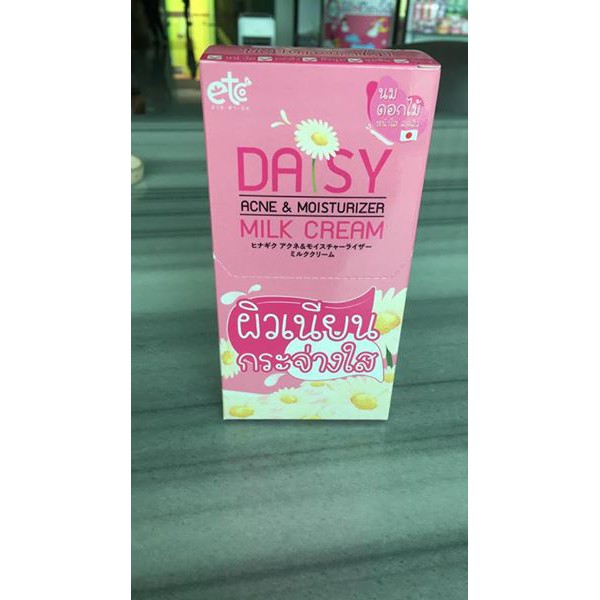 etc
นม
ดอกไม้
DAISY
ACNE & MOISTURIZER
MILK CREAM
ヒナギク アクネ&モイスチャーライザー
ミルククリーム
ผิวเนียน
กระจ่างใส